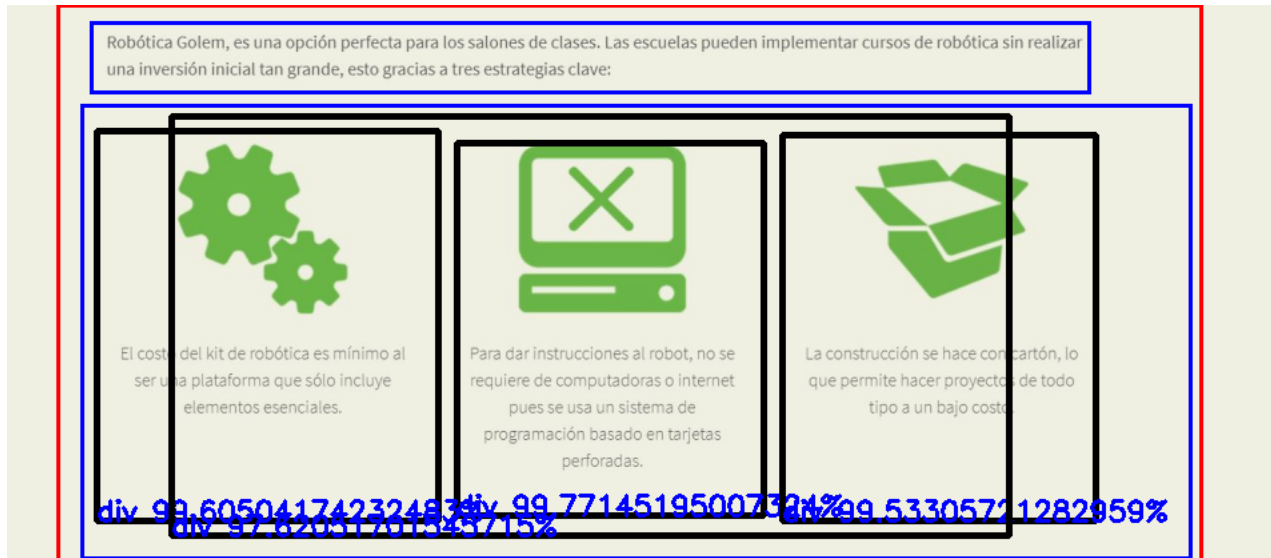 Robótica Golem, es una opción perfecta para los salones de clases. Las escuelas pueden implementar cursos de robótica sin realizar
una inversión inicial tan grande, esto gracias a tres estrategias clave:
El costo del kit de robótica es mínimo al
ser una plataforma que sólo incluye
elementos esenciales.
Para dar instrucciones al robot, no se
requiere de computadoras o internet
pues se usa un sistema de
programación basado en tarjetas
perforadas.
La construcción se hace con cartón, lo
que permite hacer proyectos de todo
tipo a un bajo costo.
div
div
div
div